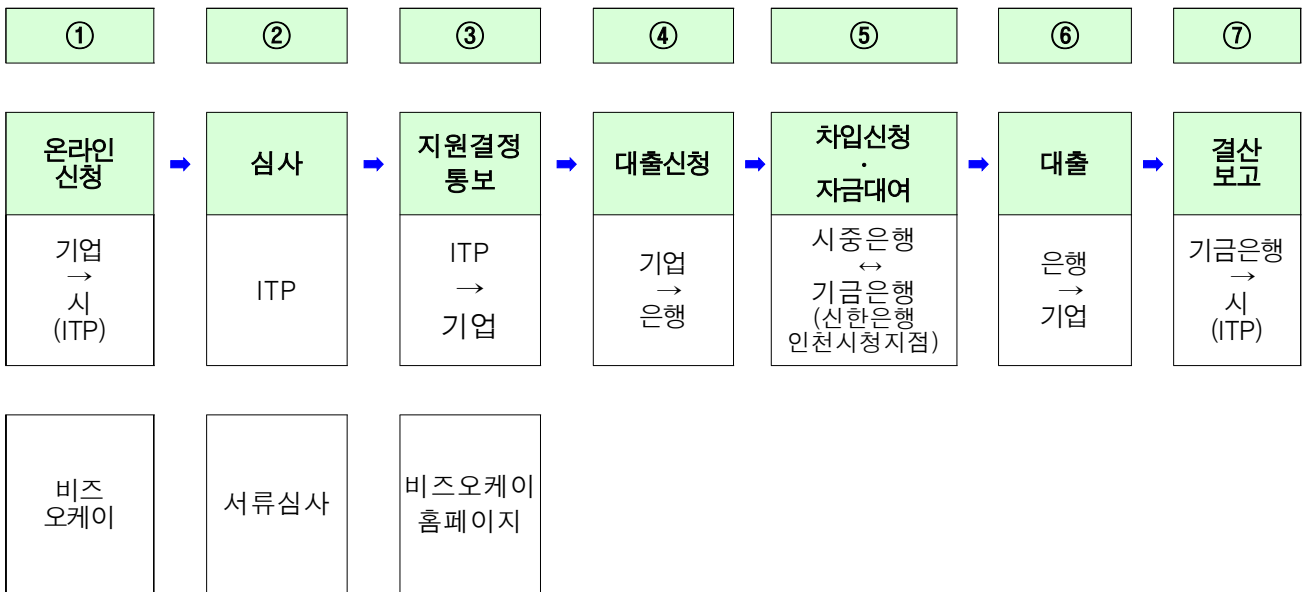 ①
②
③
④
⑤
⑥
⑦
온라인
신청
➡
심사
➡
지원결정
통보
➡
대출신청
➡
차입신청
·
자금대여
➡
대출
➡
결산
보고
기업
→
시
(ITP)
ITP
ITP
→
기업
기업
→
은행
시중은행
↔
기금은행
(신한은행
인천시청지점)
은행
→
기업
기금은행
→
시
(ITP)
비즈
오케이
서류심사
비즈오케이
홈페이지